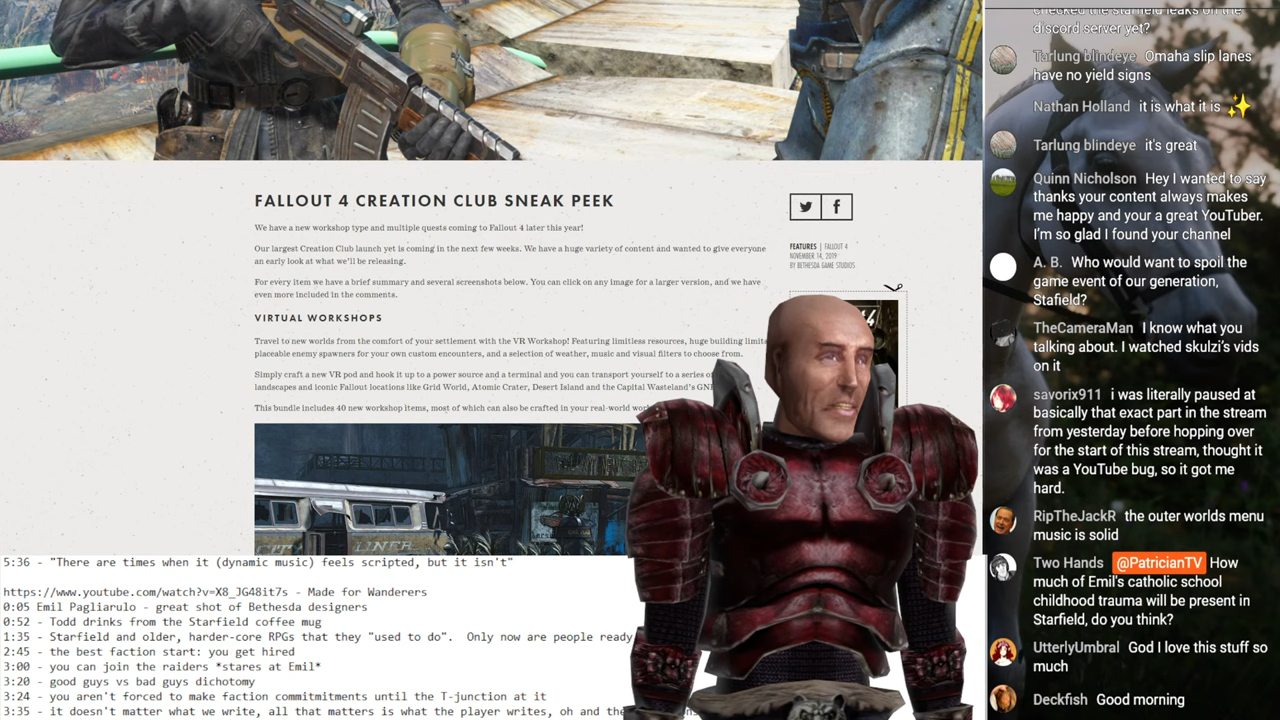 FALLOUT 4 CREATION CLUB SNEAK PEEK
We have a new workshop type and multiple quests coming to Fallout 4 later this year!
Our largest Creation Club launch yet is coming in the next few weeks. We have a huge variety of content and wanted to give everyone
an early look at what we'll be releasing.
For every item we have a brief summary and several screenshots below. You can click on any image for a larger version, and we have
even more included in the comments.
VIRTUAL WORKSHOPS
Travel to new worlds from the comfort of your settlement with the VR Workshop! Featuring limitless resources, huge building limits
placeable enemy spawners for your own custom encounters, and a selection of weather, music and visual filters to choose from.
Simply craft a new VR pod and hook it up to a power source and a terminal and you can transport yourself to a series of
landscapes and iconic Fallout locations like Grid World, Atomic Crater, Desert Island and the Capital Wasteland's
This bundle includes 40 new workshop items, most of which can also be crafted in your real-world
FEATURES | FALLOUT 4
NOVEMBER 14, 2019
BY BETHESDA GAME STUDIOS
LINER
5:36 - "There are times when it (dynamic music) feels scripted, but it isn't"
https://www.youtube.com/watch?v=X8_JG48it7s - Made for Wanderers
0:05 Emil Pagliarulo - great shot of Bethesda designers
0:52 - Todd drinks from the Starfield coffee mug
1:35 - Starfield and older, harder-core RPGs that they "used to do". Only now are people ready
2:45 - the best faction start: you get hired
3:00 - you can join the raiders *stares at Emil*
3:20 - good guys vs bad guys dichotomy
3:24 - you aren't forced to make faction commitments until the T-junction at it
3:35 - it doesn't matter what we write, all that matters is what the player writes, oh and the
checked the starfield leaks on the
discord server yet?
Tarlung blindeye Omaha slip lanes
have no yield signs
Nathan Holland it is what it is ✨
Tarlung blindeye it's great
Quinn Nicholson Hey I wanted to say
thanks your content always makes
me happy and your a great YouTuber.
I'm so glad I found your channel
A. B. Who would want to spoil the
game event of our generation,
Stafield?
TheCameraMan I know what you
talking about. I watched skulzi's vids
on it
savorix911 i was literally paused at
basically that exact part in the stream
from yesterday before hopping over
for the start of this stream, thought it
was a YouTube bug, so it got me
hard.
RipTheJackR the outer worlds menu
music is solid
Two Hands @PatricianTV How
much of Emil's catholic school
childhood trauma will be present in
Starfield, do you think?
UtterlyUmbral God I love this stuff so
much
Deckfish Good morning